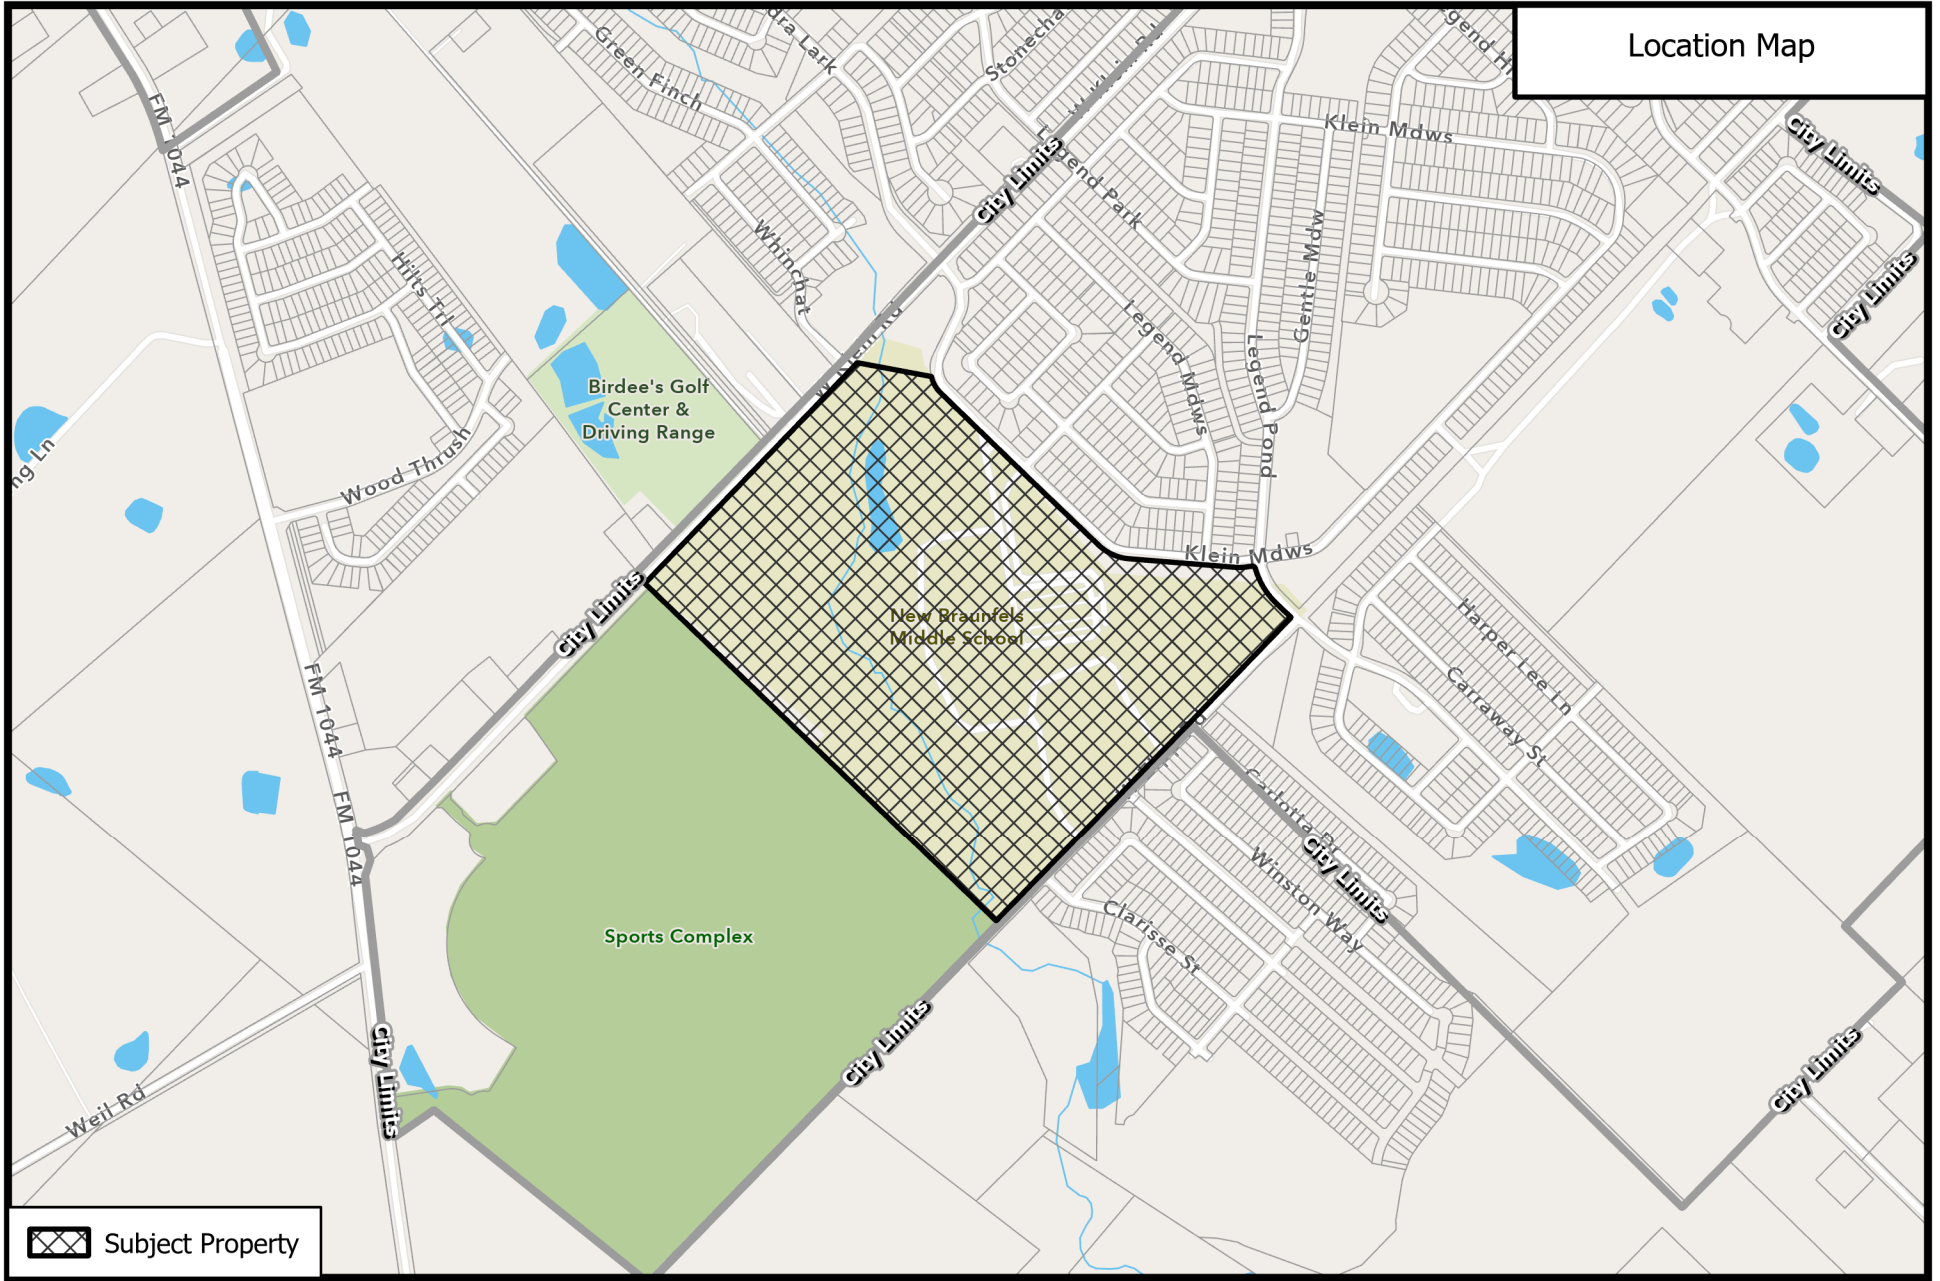 Location Map
Green Finch
Klein Mdws
City Limits
FM 1044
Legend Park
City Limits
Whinchat
Gentle Mdw
Hilts Trl
City Limits
Legend Mdws
Birdee's Golf
Center &
Driving Range
Legend Pond
Wood Thrush
Klein Mdws
City Limits
New Braunfels
Middle School
Harper Lee Ln
Carraway St
FM 1044
FM 1044
City Limits
Winston Way
Clarisse St
Sports Complex
City Limits
City Limits
City Limits
Weil Rd
Subject Property